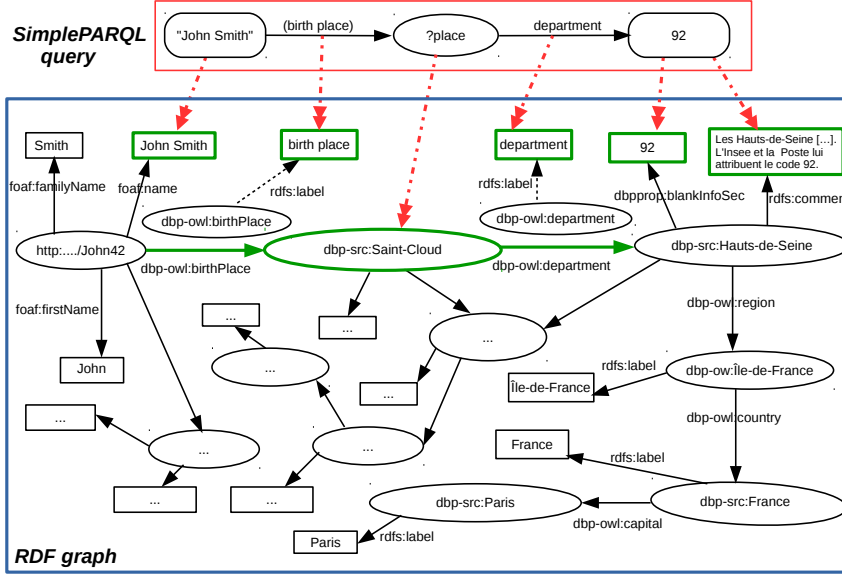 SimplePARQL
query
"John Smith"
(birth place)
?place
department
92
Smith
John Smith
birth place
department
92
Les Hauts-de-Seine [...].
L'Insee et la Poste lui
attribuent le code 92.
foaf:familyName
foaf:name
rdfs:label
rdfs:label
dbpprop:blankInfoSec
rdfs:commen
dbp-owl:birthPlace
dbp-owl:department
http:..../John42
dbp-owl:birthPlace
dbp-src:Saint-Cloud
dbp-owl:department
dbp-src:Hauts-de-Seine
foaf:firstName
dbp-owl:region
...
...
...
John
...
...
rdfs:label
Île-de-France
dbp-ow:Île-de-France
...
dbp-owl:country
...
...
France
rdfs:label
...
...
dbp-src:Paris
dbp-src:France
dbp-owl:capital
Paris
rdfs:label
RDF graph